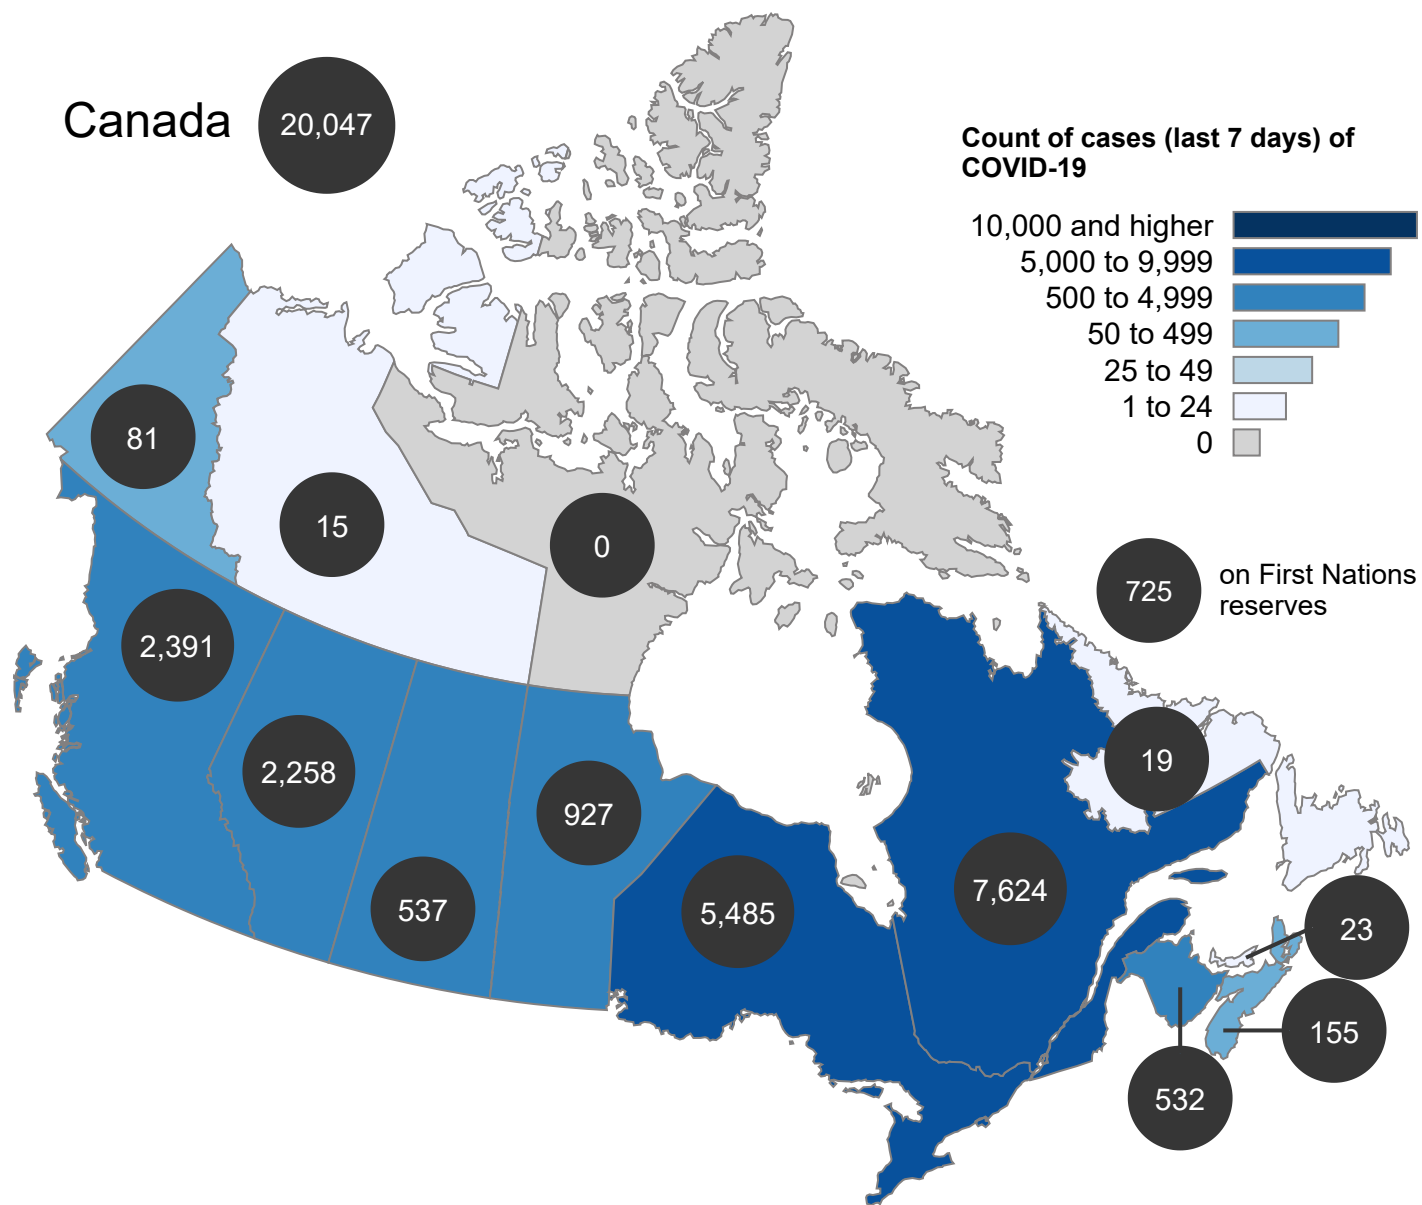 Canada
20,047
Count of cases (last 7 days) of
COVID-19
10,000 and higher
5,000 to 9,999
500 to 4,999
50 to 499
25 to 49
1 to 24
0
81
15
0
725
on First Nations
reserves
2,391
2,258
927
537
5,485
7,624
19
23
155
532